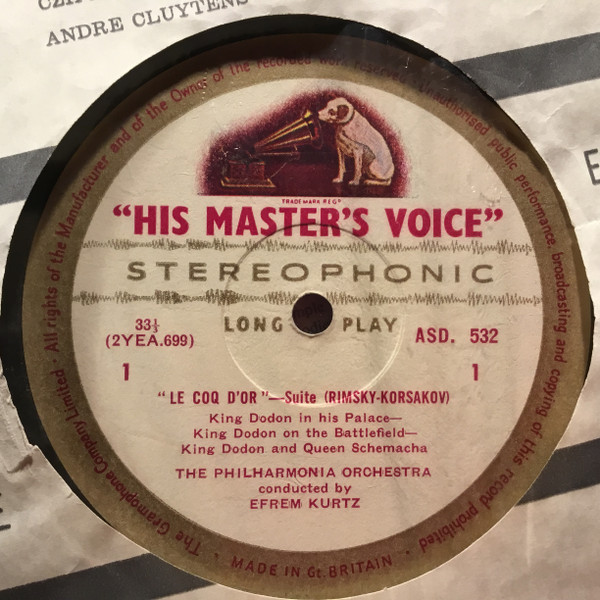 ANDRE CLUYTENS
All rights of the Manufacturer and of the Owner of the recorded work reserved. Unauthorised public performance, broadcasting and copying of this record prohibited
TRADE MARK REGD
"HIS MASTER'S VOICE"
STEREOPHONIC
LONG PLAY
33⅓
(2YEA.699)
ASD. 532
1
1
"LE COQ D'OR"—Suite (RIMSKY-KORSAKOV)
King Dodon in his Palace—
King Dodon on the Battlefield—
King Dodon and Queen Schemacha
THE PHILHARMONIA ORCHESTRA
conducted by
EFREM KURTZ
The Gramophone Company Limited ·
· MADE IN Gt. BRITAIN ·